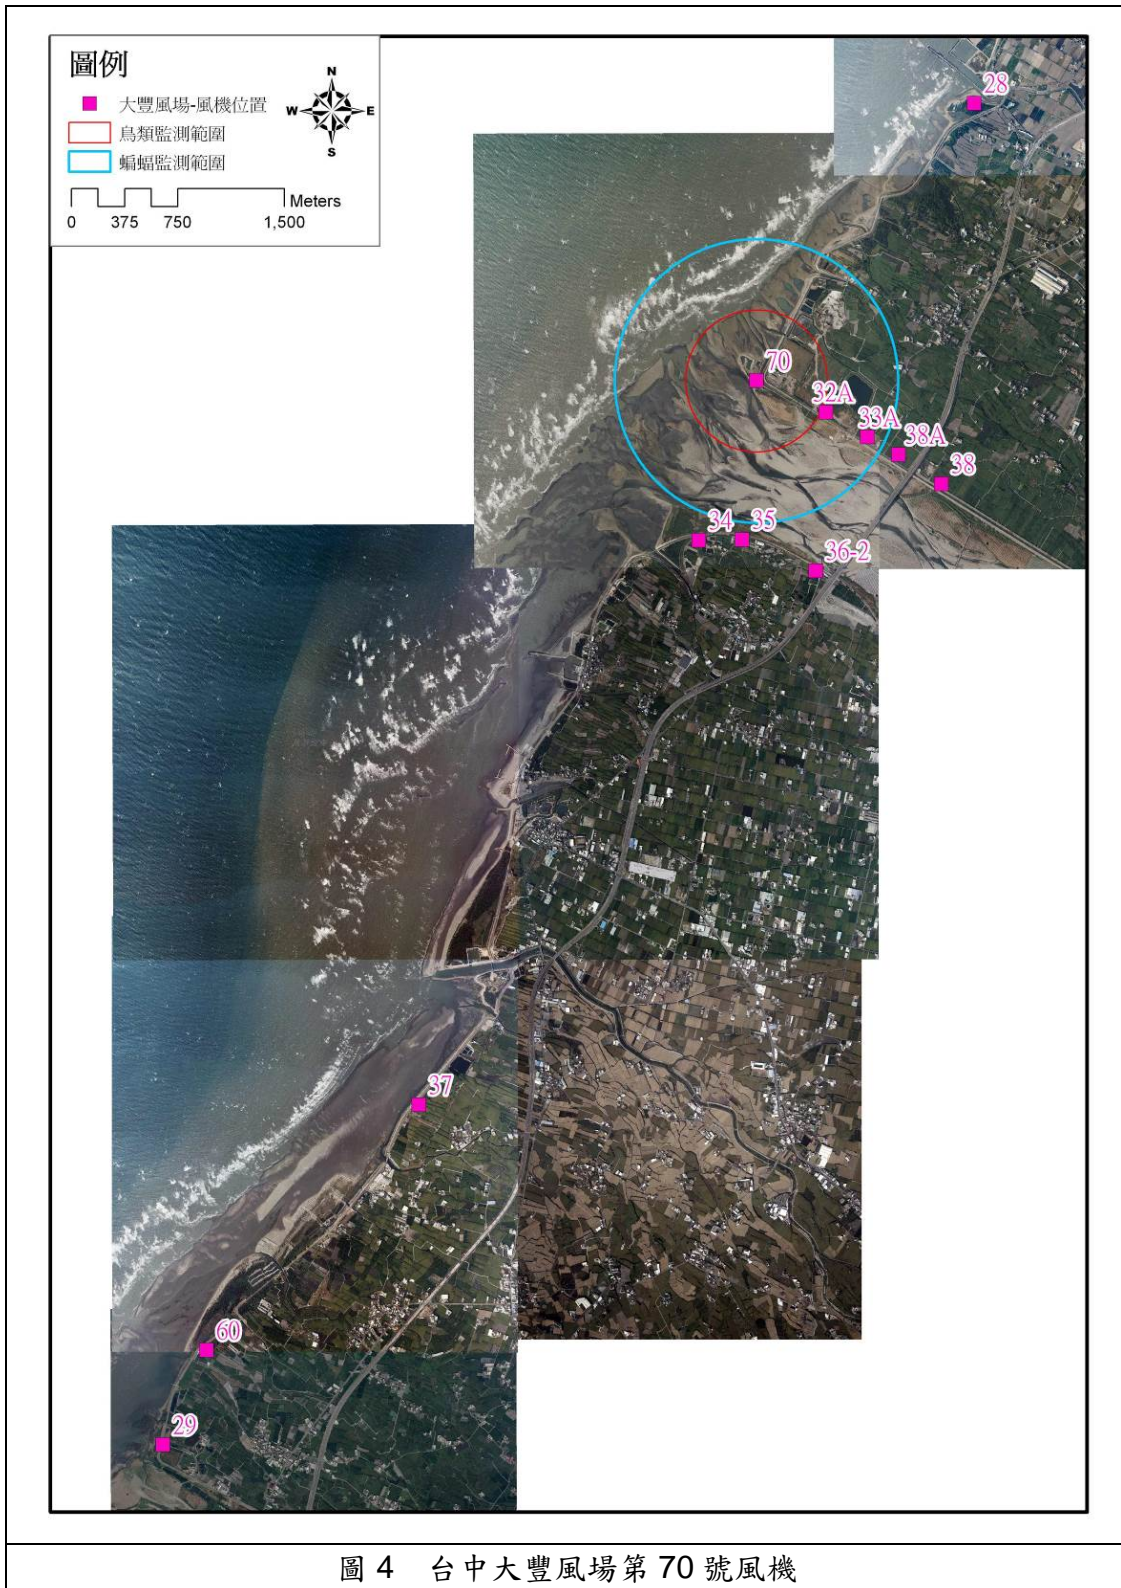 圖例
大豐風場-風機位置
鳥類監測範圍
蝙蝠監測範圍
N
W E
S
Meters
0 375 750 1,500
28
70
32A
33A
38A
38
34 35
36-2
37
60
29
圖 4 台中大豐風場第 70 號風機